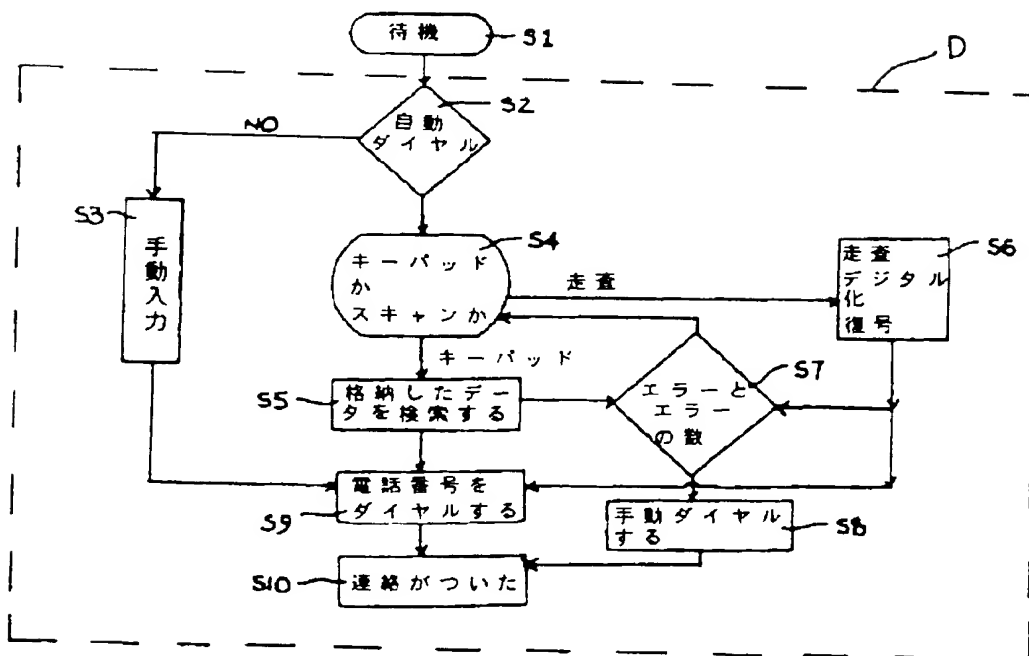 待機
S1
D
S2
自動
ダイヤル
NO
S3
手動入力
S4
キーパッド
か
スキャンか
走査
S6
走査
デジタル
化
復号
キーパッド
S7
エラーと
エラー
の数
S5
格納したデー
タを検索する
電話番号を
ダイヤルする
S9
手動ダイヤル
する
S8
S10
連絡がついた